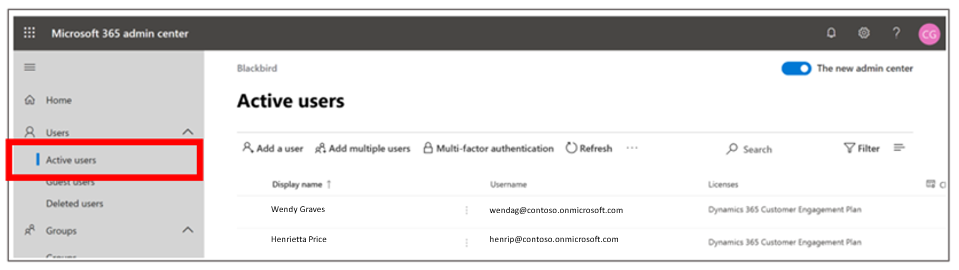 Microsoft 365 admin center
?
CG
Blackbird
The new admin center
Home
Active users
Users
Add a user
Add multiple users
Multi-factor authentication
Refresh
...
Search
Filter
Active users
Guest users
Deleted users
Groups
Groups
Display name ↑
Username
Licenses
Wendy Graves
wendag@contoso.onmicrosoft.com
Dynamics 365 Customer Engagement Plan
Henrietta Price
henrip@contoso.onmicrosoft.com
Dynamics 365 Customer Engagement Plan